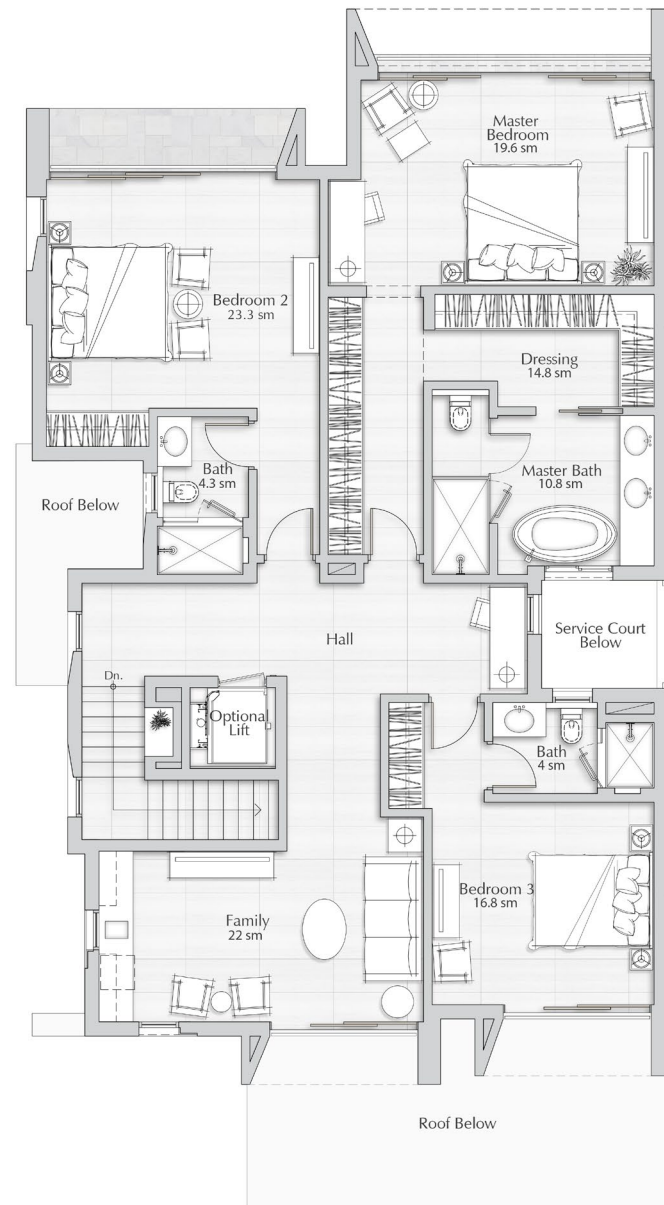 Master
Bedroom
19.6 sm
Bedroom 2
23.3 sm
Dressing
14.8 sm
Bath
4.3 sm
Master Bath
10.8 sm
Roof Below
Hall
Service Court
Below
Dn.
Optional
Lift
Bath
4 sm
Bedroom 3
16.8 sm
Family
22 sm
Roof Below